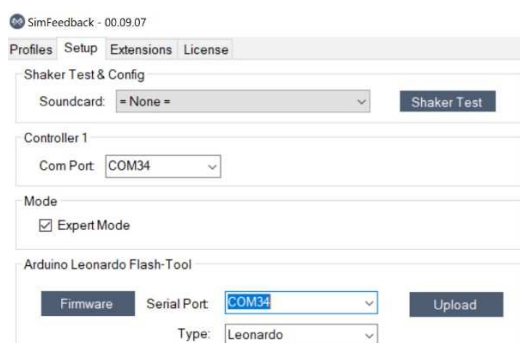 SimFeedback - 00.09.07
Profiles Setup Extensions License
Shaker Test & Config
Soundcard: = None = Shaker Test
Controller 1
Com Port: COM34
Mode
Expert Mode
Arduino Leonardo Flash-Tool
Firmware Serial Port: COM34 Upload
Type: Leonardo